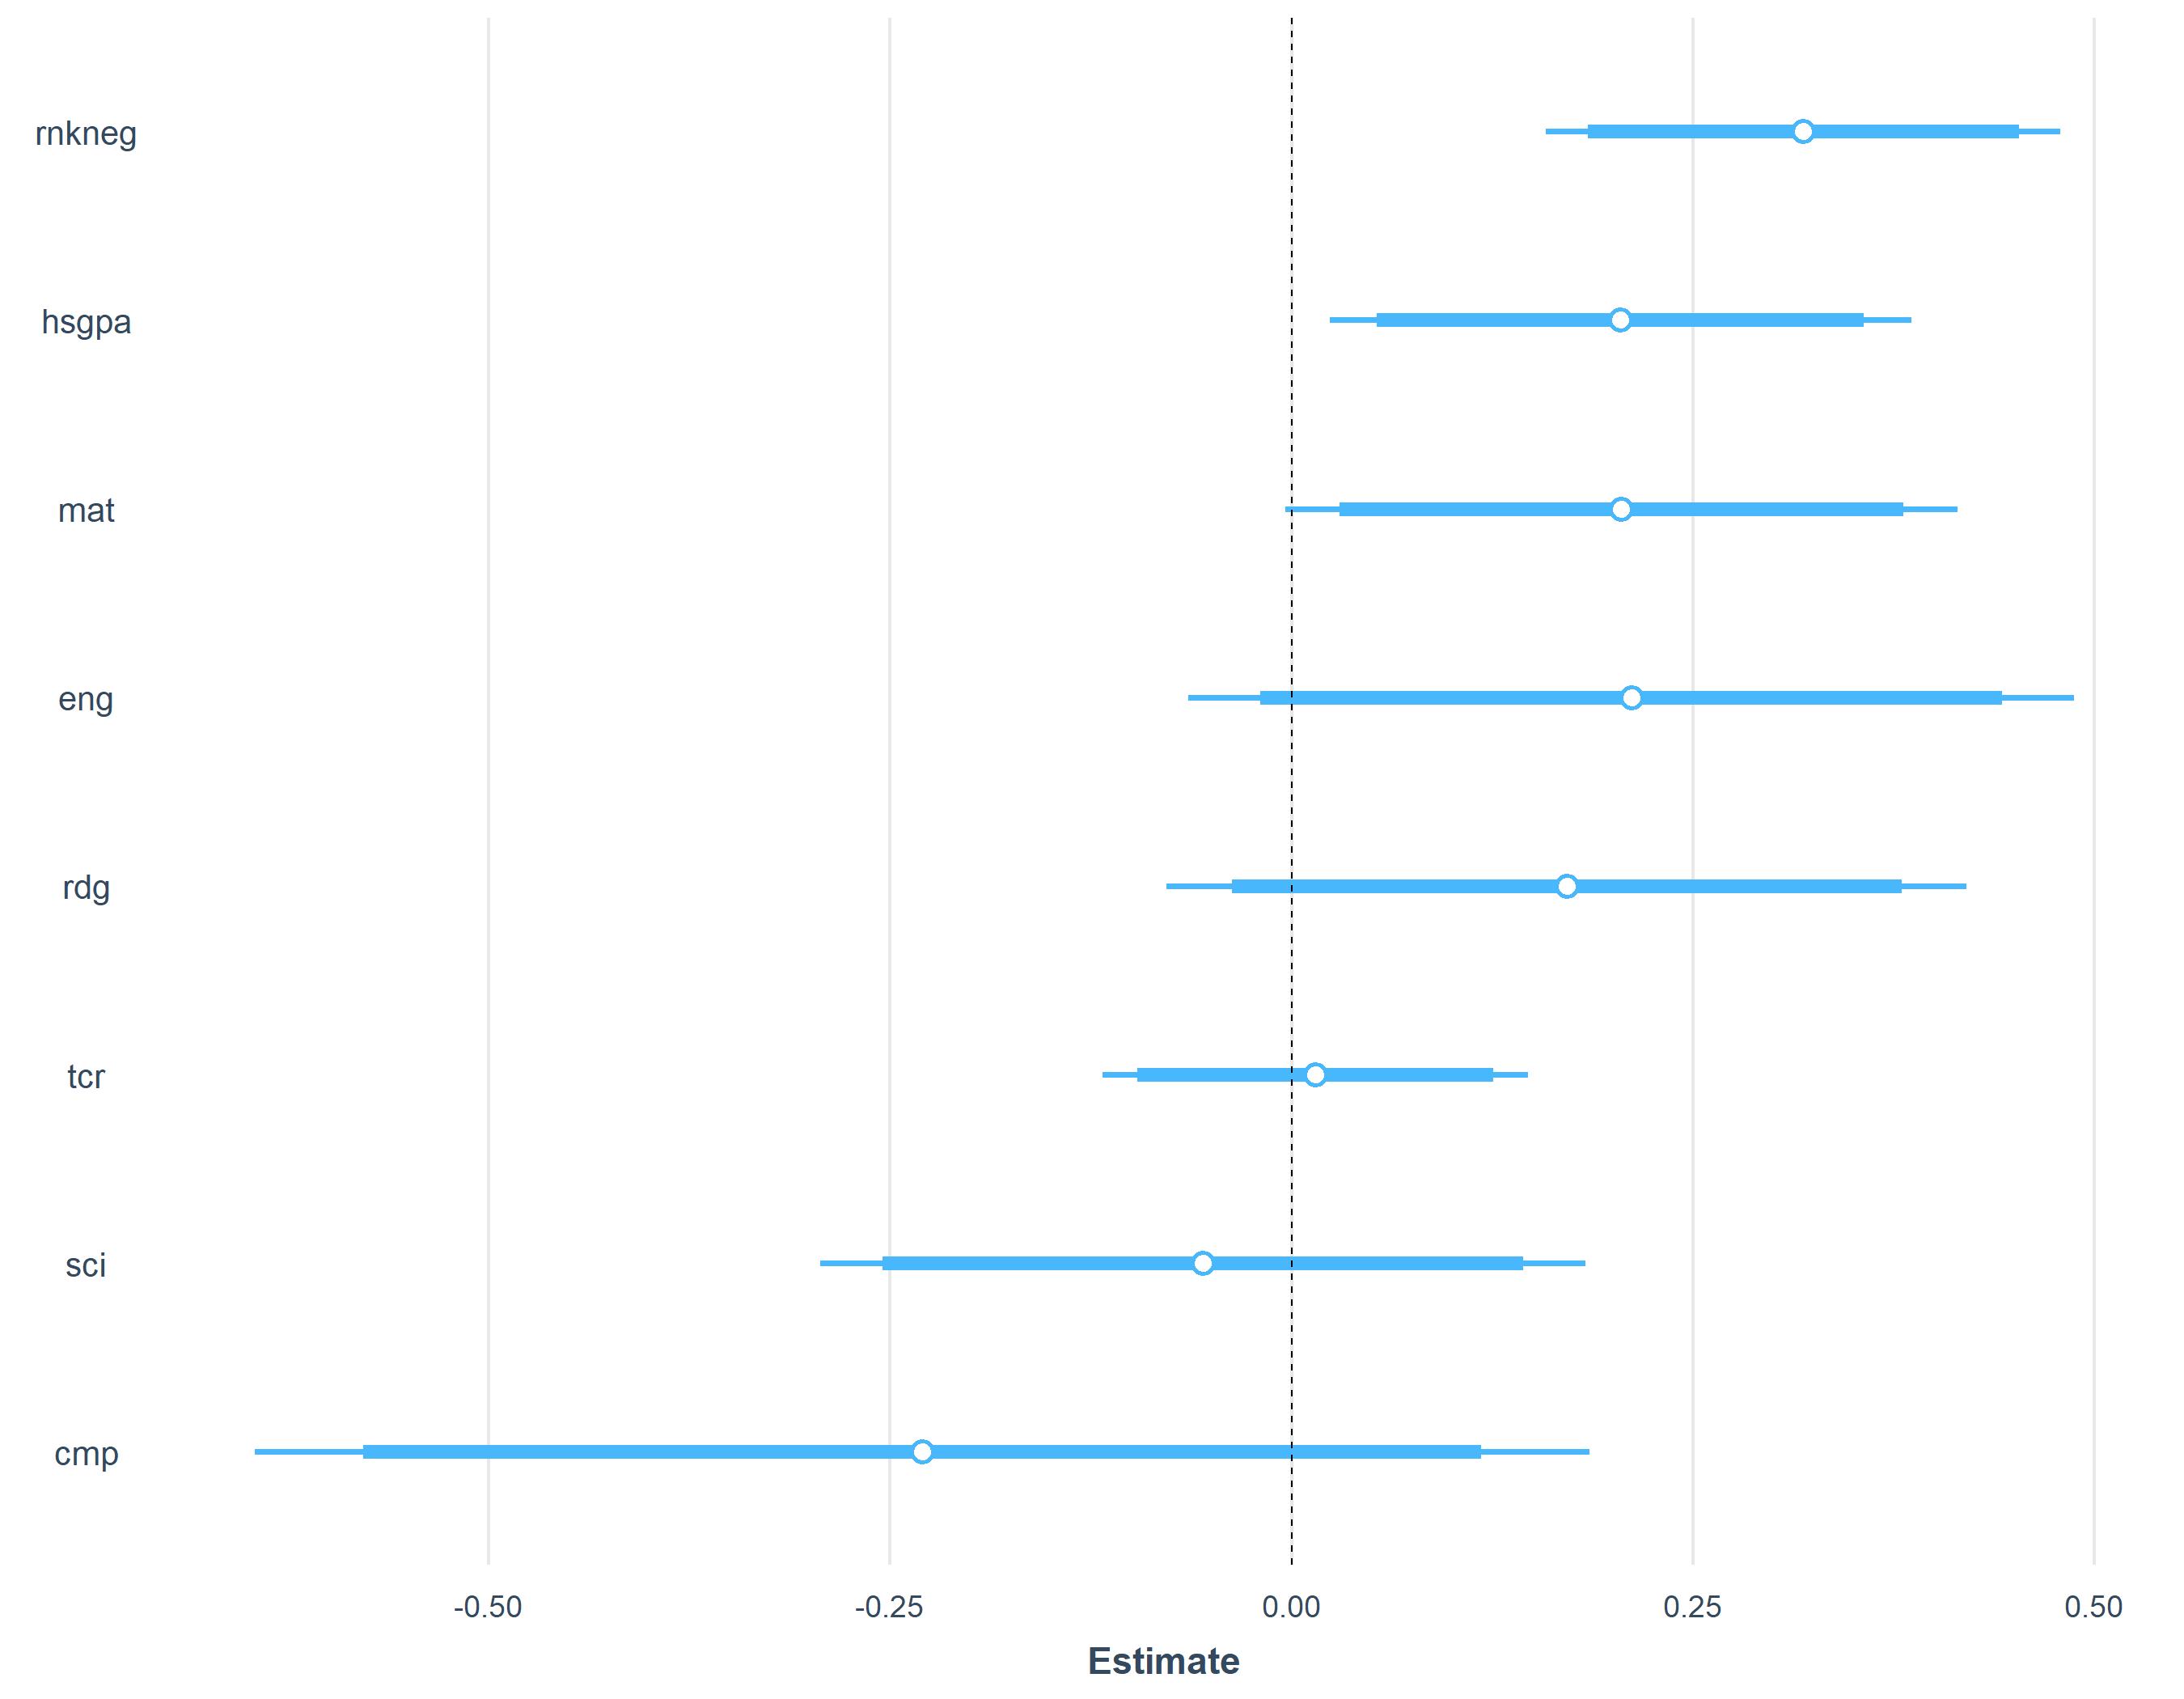 rnkneg
hsgpa
mat
eng
rdg
tcr
sci
cmp
-0.50 -0.25 0.00 0.25 0.50
Estimate